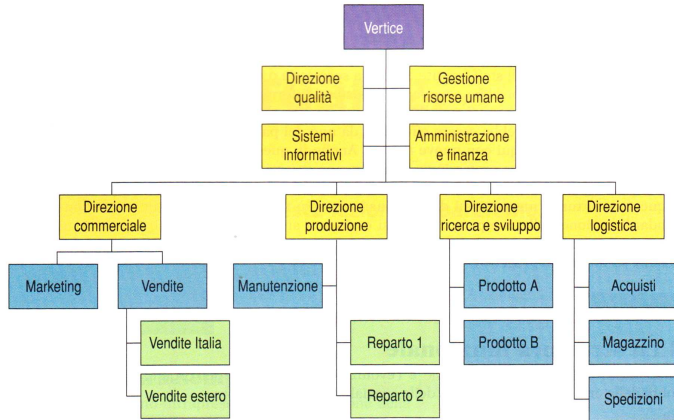 Vertice
Direzione
qualità
Gestione
risorse umane
Sistemi
informativi
Amministrazione
e finanza
Direzione
commerciale
Direzione
produzione
Direzione
ricerca e sviluppo
Direzione
logistica
Marketing
Vendite
Manutenzione
Prodotto A
Acquisti
Vendite Italia
Reparto 1
Prodotto B
Magazzino
Vendite estero
Reparto 2
Spedizioni